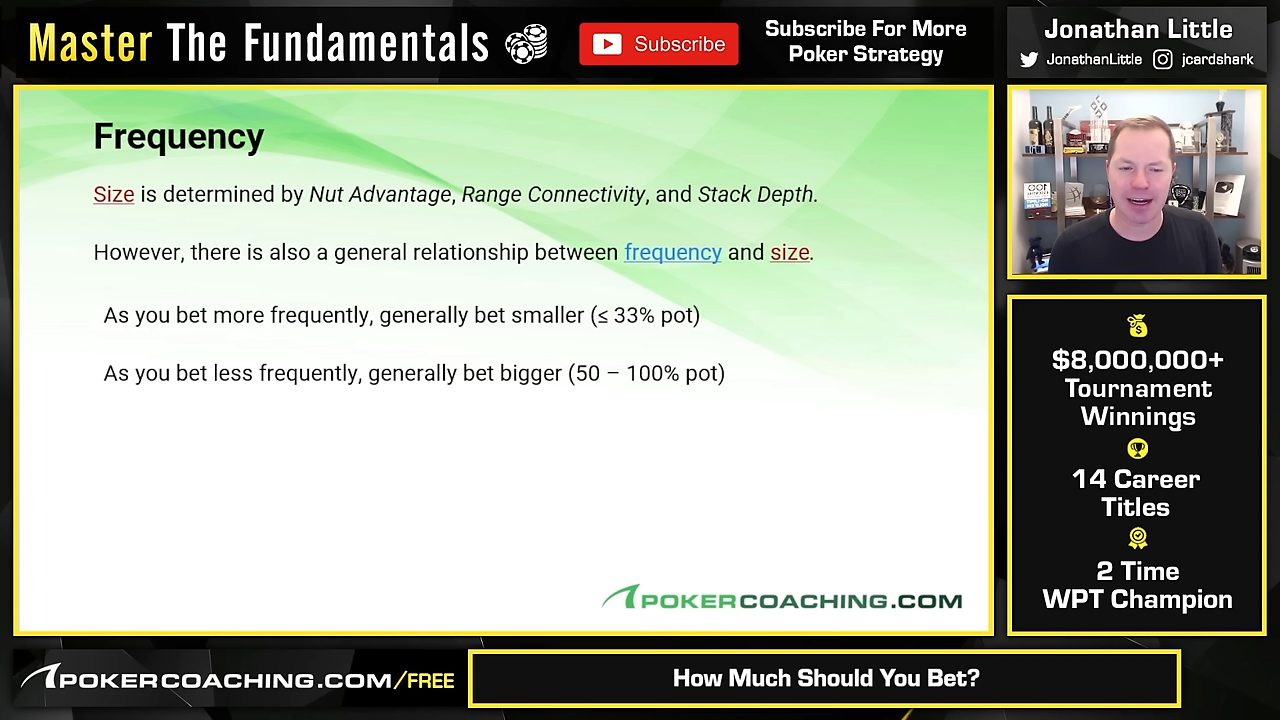 Master The Fundamentals
Subscribe
Subscribe For More
Poker Strategy
Jonathan Little
JonathanLittle jcardshark
Frequency
Size is determined by Nut Advantage, Range Connectivity, and Stack Depth.
However, there is also a general relationship between frequency and size.
As you bet more frequently, generally bet smaller (≤ 33% pot)
As you bet less frequently, generally bet bigger (50 – 100% pot)
POKERCOACHING.COM
$8,000,000+
Tournament
Winnings
14 Career
Titles
2 Time
WPT Champion
POKERCOACHING.COM/FREE
How Much Should You Bet?